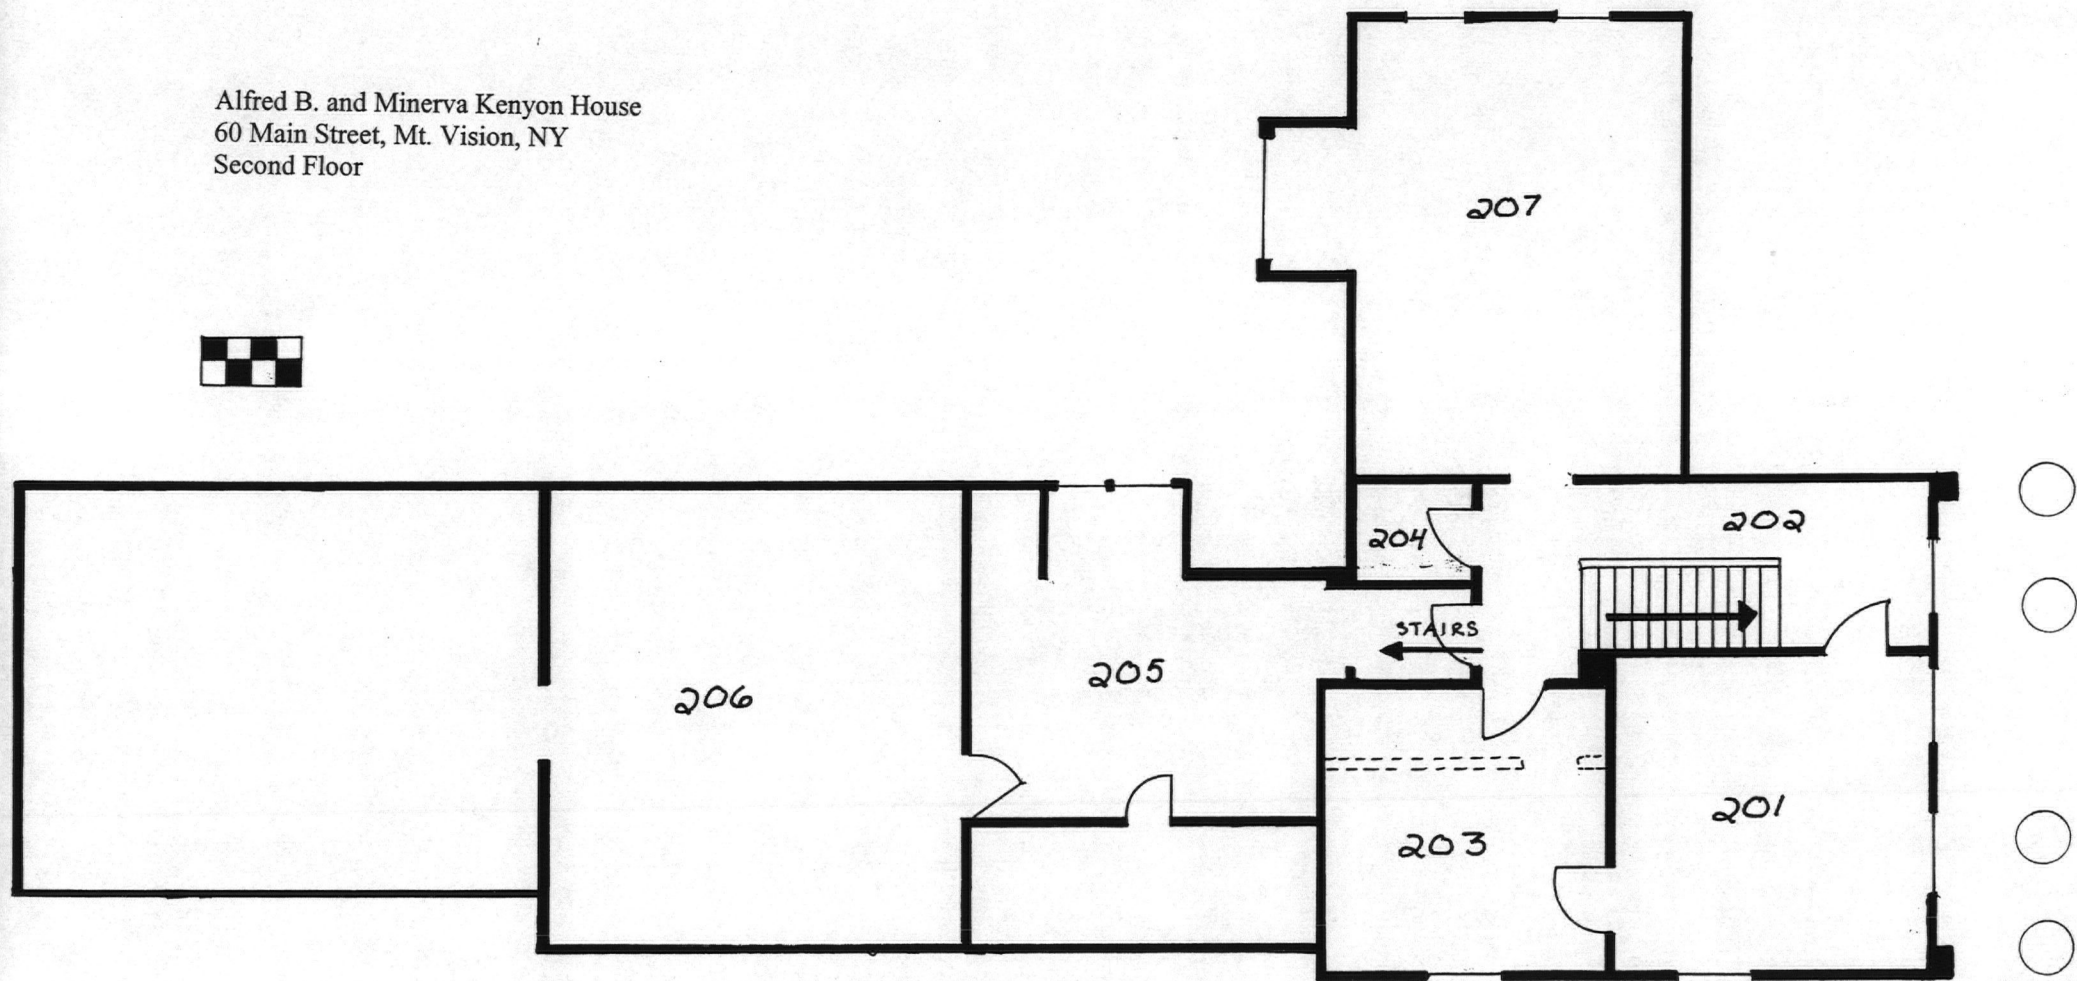 Alfred B. and Minerva Kenyon House
60 Main Street, Mt. Vision, NY
Second Floor
207
204
202
STAIRS
205
206
201
203